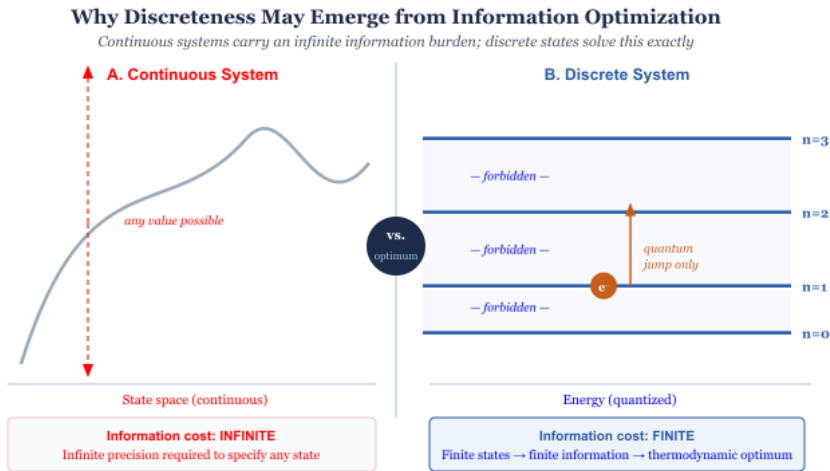 Why Discreteness May Emerge from Information Optimization
Continuous systems carry an infinite information burden; discrete states solve this exactly
A. Continuous System
any value possible
State space (continuous)
Information cost: INFINITE
Infinite precision required to specify any state
vs.
optimum
B. Discrete System
n=3
— forbidden —
n=2
— forbidden —
quantum
jump only
e⁻
n=1
— forbidden —
n=0
Energy (quantized)
Information cost: FINITE
Finite states → finite information → thermodynamic optimum